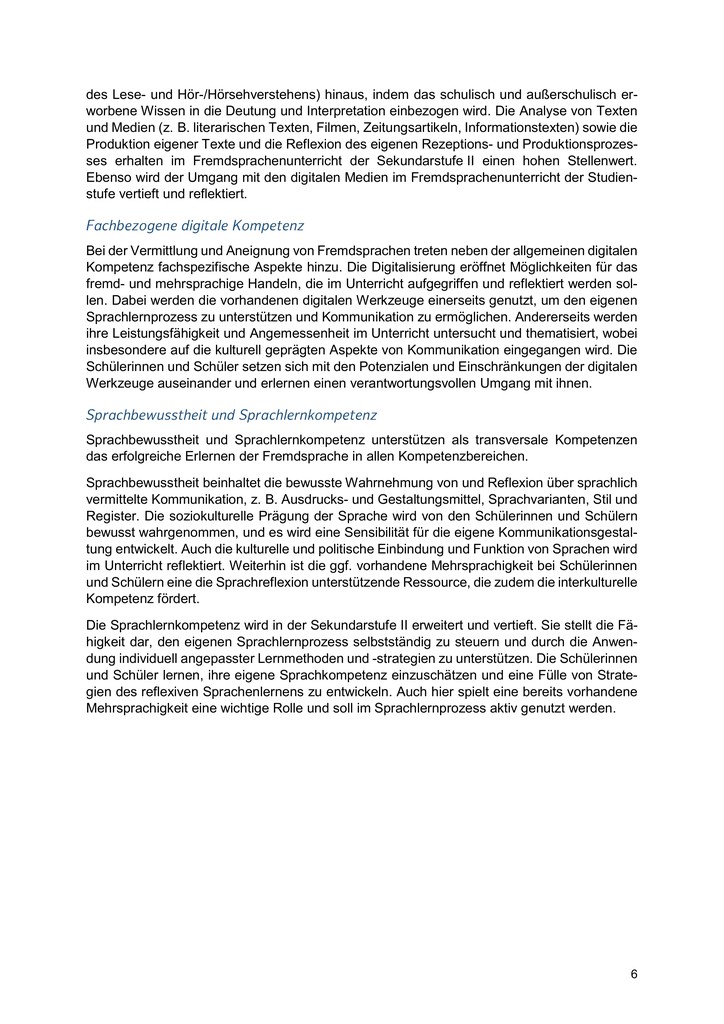 des Lese- und Hör-/Hörsehverstehens) hinaus, indem das schulisch und außerschulisch er-
worbene Wissen in die Deutung und Interpretation einbezogen wird. Die Analyse von Texten
und Medien (z. B. literarischen Texten, Filmen, Zeitungsartikeln, Informationstexten) sowie die
Produktion eigener Texte und die Reflexion des eigenen Rezeptions- und Produktionsprozes-
ses erhalten im Fremdsprachenunterricht der Sekundarstufe II einen hohen Stellenwert.
Ebenso wird der Umgang mit den digitalen Medien im Fremdsprachenunterricht der Studien-
stufe vertieft und reflektiert.
Fachbezogene digitale Kompetenz
Bei der Vermittlung und Aneignung von Fremdsprachen treten neben der allgemeinen digitalen
Kompetenz fachspezifische Aspekte hinzu. Die Digitalisierung eröffnet Möglichkeiten für das
fremd- und mehrsprachige Handeln, die im Unterricht aufgegriffen und reflektiert werden sol-
len. Dabei werden die vorhandenen digitalen Werkzeuge einerseits genutzt, um den eigenen
Sprachlernprozess zu unterstützen und Kommunikation zu ermöglichen. Andererseits werden
ihre Leistungsfähigkeit und Angemessenheit im Unterricht untersucht und thematisiert, wobei
insbesondere auf die kulturell geprägten Aspekte von Kommunikation eingegangen wird. Die
Schülerinnen und Schüler setzen sich mit den Potenzialen und Einschränkungen der digitalen
Werkzeuge auseinander und erlernen einen verantwortungsvollen Umgang mit ihnen.
Sprachbewusstheit und Sprachlernkompetenz
Sprachbewusstheit und Sprachlernkompetenz unterstützen als transversale Kompetenzen
das erfolgreiche Erlernen der Fremdsprache in allen Kompetenzbereichen.
Sprachbewusstheit beinhaltet die bewusste Wahrnehmung von und Reflexion über sprachlich
vermittelte Kommunikation, z. B. Ausdrucks- und Gestaltungsmittel, Sprachvarianten, Stil und
Register. Die soziokulturelle Prägung der Sprache wird von den Schülerinnen und Schülern
bewusst wahrgenommen, und es wird eine Sensibilität für die eigene Kommunikationsgestal-
tung entwickelt. Auch die kulturelle und politische Einbindung und Funktion von Sprachen wird
im Unterricht reflektiert. Weiterhin ist die ggf. vorhandene Mehrsprachigkeit bei Schülerinnen
und Schülern eine die Sprachreflexion unterstützende Ressource, die zudem die interkulturelle
Kompetenz fördert.
Die Sprachlernkompetenz wird in der Sekundarstufe II erweitert und vertieft. Sie stellt die Fä-
higkeit dar, den eigenen Sprachlernprozess selbstständig zu steuern und durch die Anwen-
dung individuell angepasster Lernmethoden und -strategien zu unterstützen. Die Schülerinnen
und Schüler lernen, ihre eigene Sprachkompetenz einzuschätzen und eine Fülle von Strate-
gien des reflexiven Sprachenlernens zu entwickeln. Auch hier spielt eine bereits vorhandene
Mehrsprachigkeit eine wichtige Rolle und soll im Sprachlernprozess aktiv genutzt werden.
6